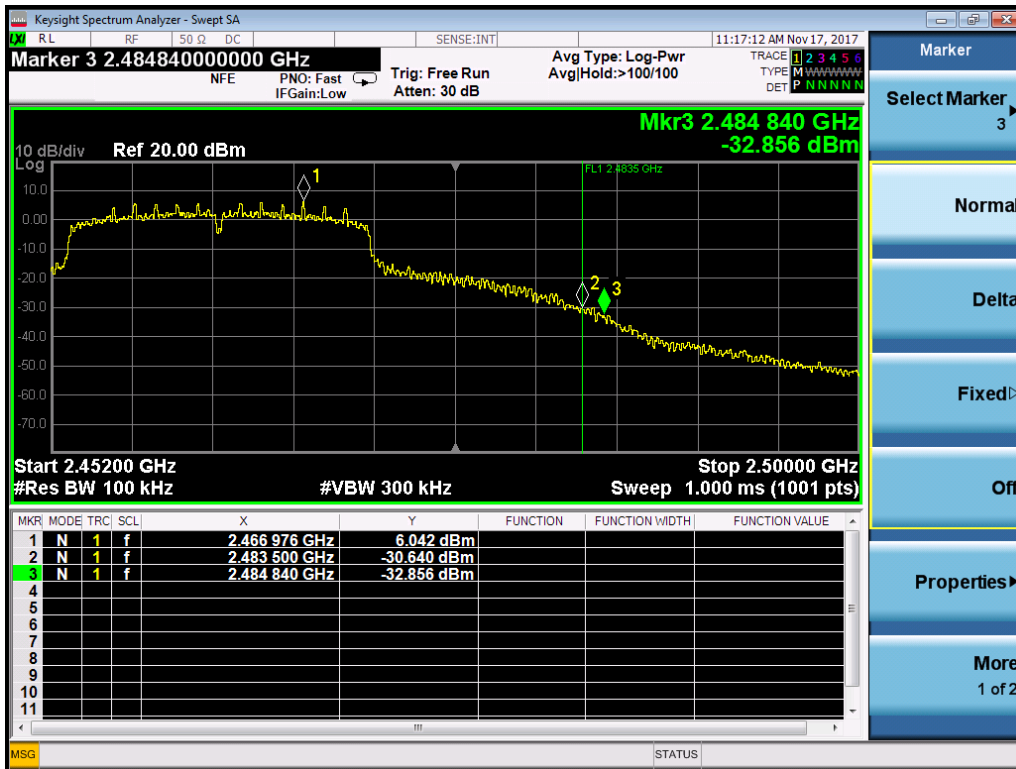 Keysight Spectrum Analyzer - Swept SA
LXI RL RF 50 Ω DC SENSE:INT 11:17:12 AM Nov 17, 2017
Marker 3 2.484840000000 GHz
NFE PNO: Fast IFGain:Low
Trig: Free Run
Atten: 30 dB
Avg Type: Log-Pwr
Avg|Hold:>100/100
TRACE 1 2 3 4 5 6
TYPE M W W W W W
DET P N N N N N
Mkr3 2.484 840 GHz
-32.856 dBm
10 dB/div Ref 20.00 dBm
Log
FL1 2.4835 GHz
1
2
3
10.0
0.00
-10.0
-20.0
-30.0
-40.0
-50.0
-60.0
-70.0
Start 2.45200 GHz Stop 2.50000 GHz
#Res BW 100 kHz #VBW 300 kHz Sweep 1.000 ms (1001 pts)
MKR MODE TRC SCL X Y FUNCTION FUNCTION WIDTH FUNCTION VALUE
1 N 1 f 2.466 976 GHz 6.042 dBm
2 N 1 f 2.483 500 GHz -30.640 dBm
3 N 1 f 2.484 840 GHz -32.856 dBm
4
5
6
7
8
9
10
11
MSG STATUS
Marker
Select Marker
3
Normal
Delta
Fixed
Off
Properties
More
1 of 2